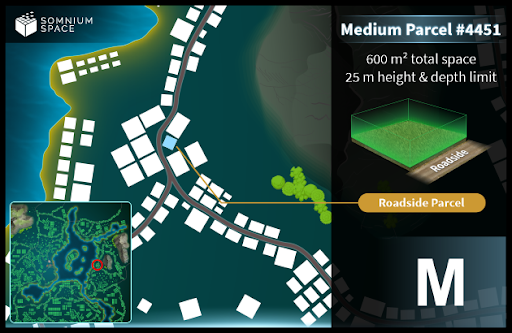 SOMNIUM
SPACE
Medium Parcel #4451
600 m² total space
25 m height & depth limit
Roadside
Roadside Parcel
M